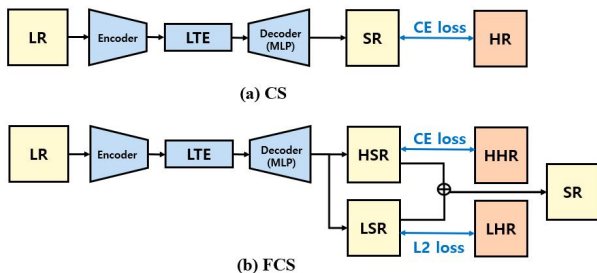 LR
Encoder
LTE
Decoder
(MLP)
SR
CE loss
HR
(a) CS
LR
Encoder
LTE
Decoder
(MLP)
HSR
CE loss
HHR
SR
LSR
L2 loss
LHR
(b) FCS